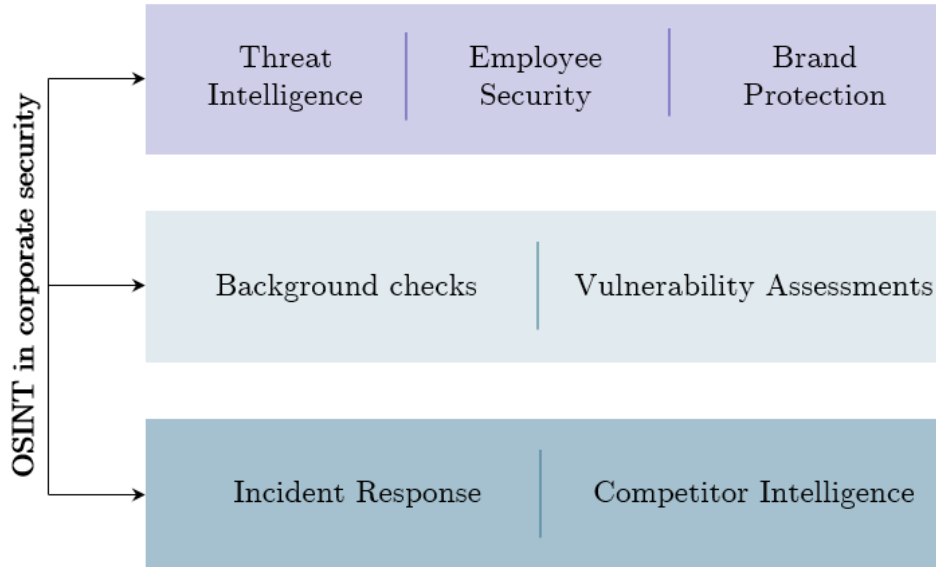 OSINT in corporate security
Threat
Intelligence
Employee
Security
Brand
Protection
Background checks
Vulnerability Assessments
Incident Response
Competitor Intelligence